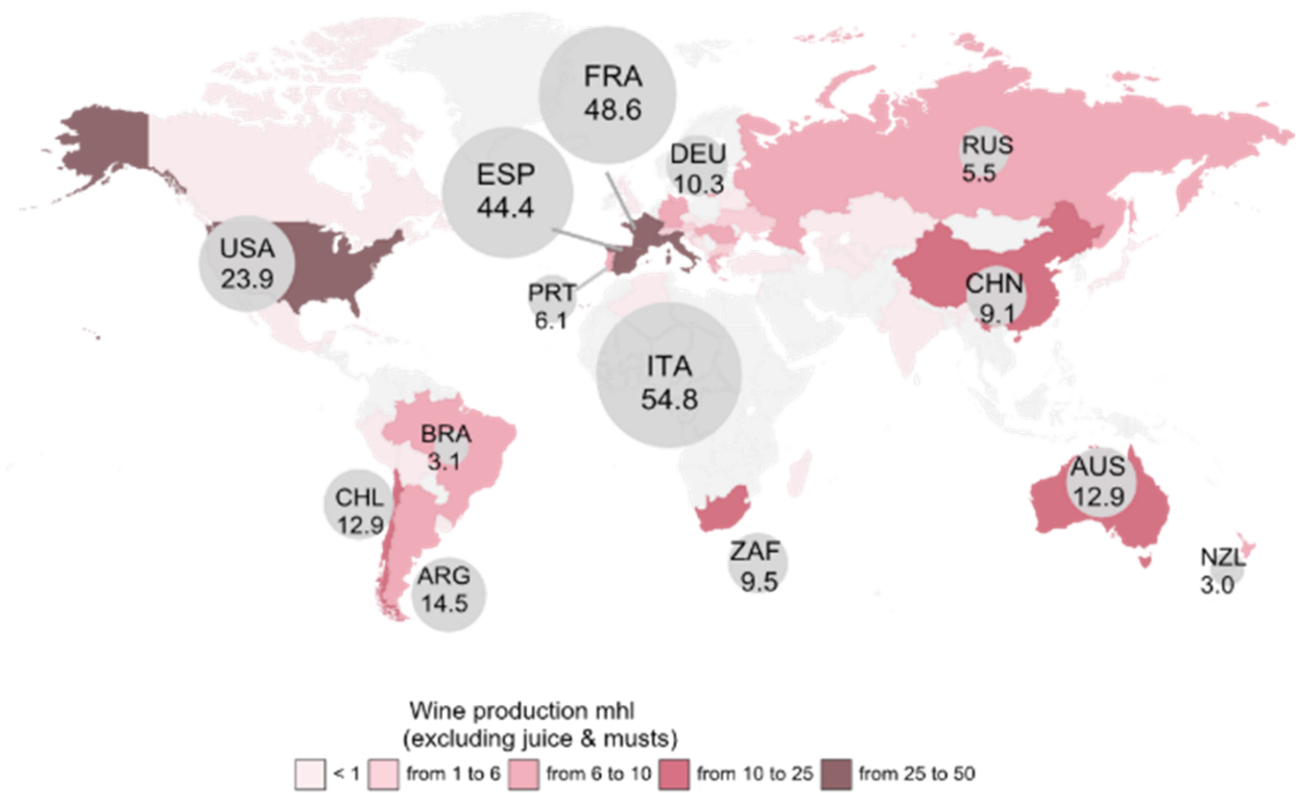 FRA
48.6
ESP
44.4
DEU
10.3
RUS
5.5
USA
23.9
PRT
6.1
CHN
9.1
ITA
54.8
BRA
3.1
CHL
12.9
AUS
12.9
ARG
14.5
ZAF
9.5
NZL
3.0
Wine production mhl
(excluding juice & musts)
< 1 from 1 to 6 from 6 to 10 from 10 to 25 from 25 to 50